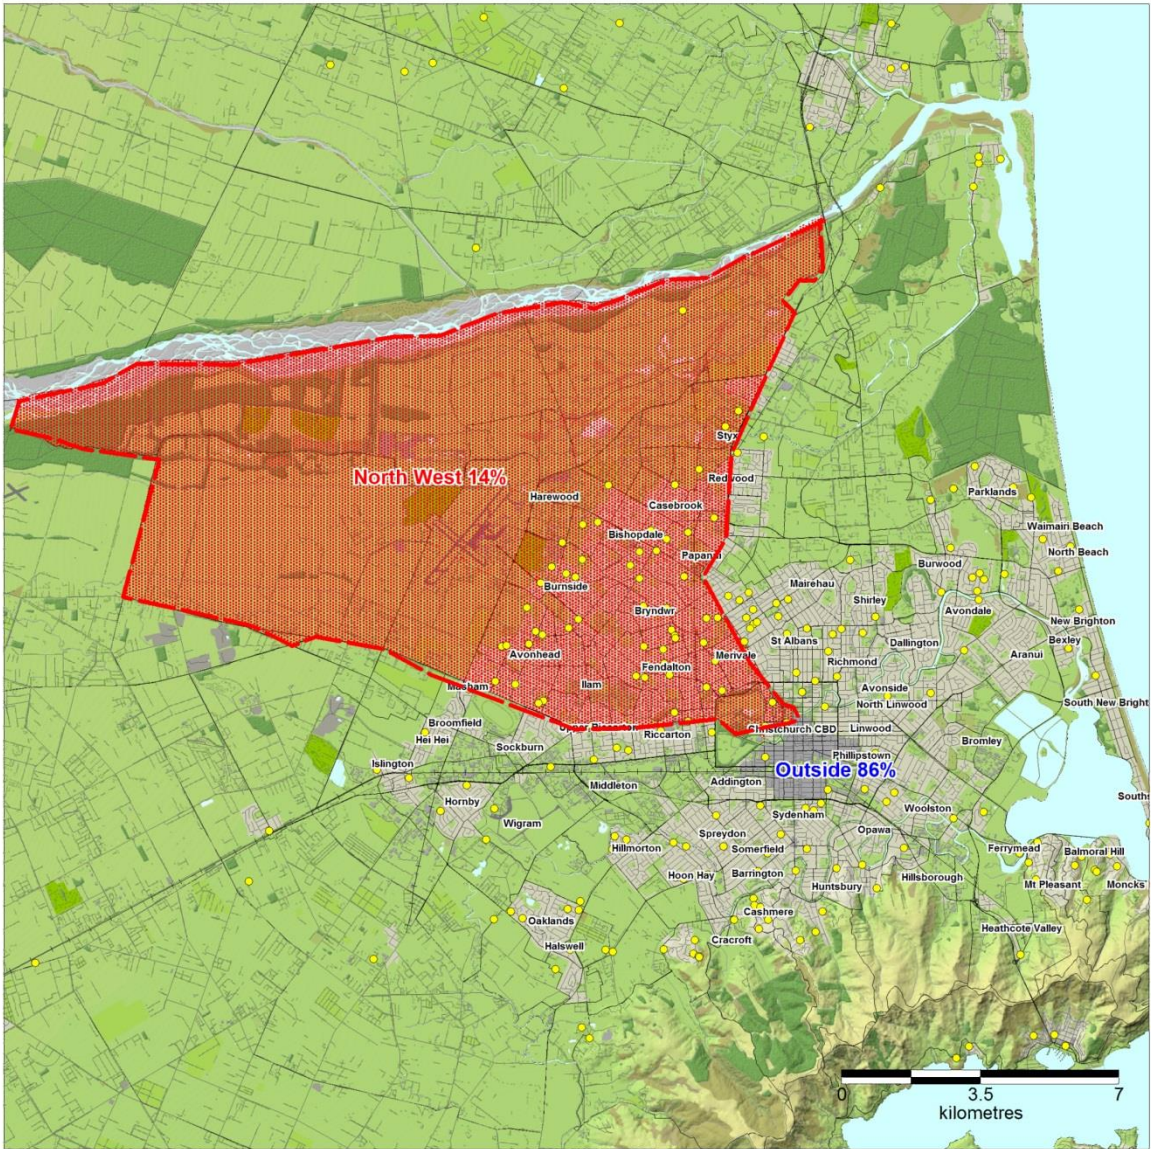 North West 14%
Styx
Redwood
Harewood
Casebrook
Parklands
Bishopdale
Waimairi Beach
North Beach
Papanui
Burwood
Burnside
Mairehau
Shirley
Bryndwr
Avondale
New Brighton
St Albans
Dallington
Bexley
Avonhead
Merivale
Aranui
Fendalton
Richmond
Masham
Ilam
Avonside
North Linwood
South New Bright
Broomfield
Upper Riccarton
Hei Hei
Riccarton
Christchurch CBD
Linwood
Sockburn
Bromley
Phillipstown
Islington
Outside 86%
Middleton
Addington
Souths
Hornby
Woolston
Wigram
Sydenham
Spreydon
Opawa
Hillmorton
Somerfield
Ferrymead
Balmoral Hill
Hoon Hay
Barrington
Hillsborough
Huntsbury
Mt Pleasant
Moncks
Oaklands
Cashmere
Heathcote Valley
Halswell
Cracroft
0
3.5
7
kilometres